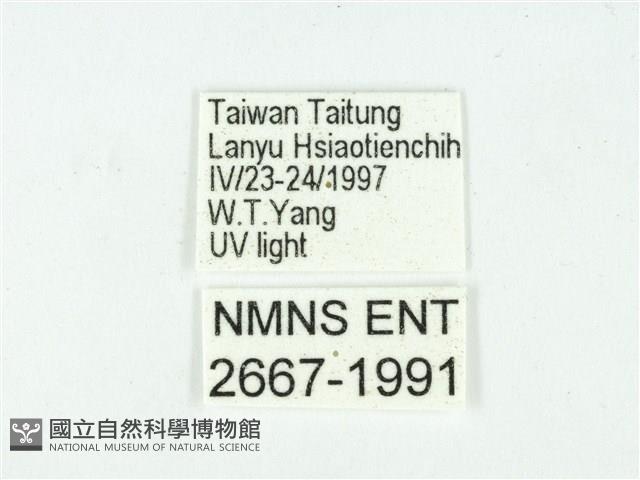 Taiwan Taitung
Lanyu Hsiaotienchih
IV/23-24/1997
W.T.Yang
UV light
NMNS ENT
2667-1991
國立自然科學博物館
NATIONAL MUSEUM OF NATURAL SCIENCE